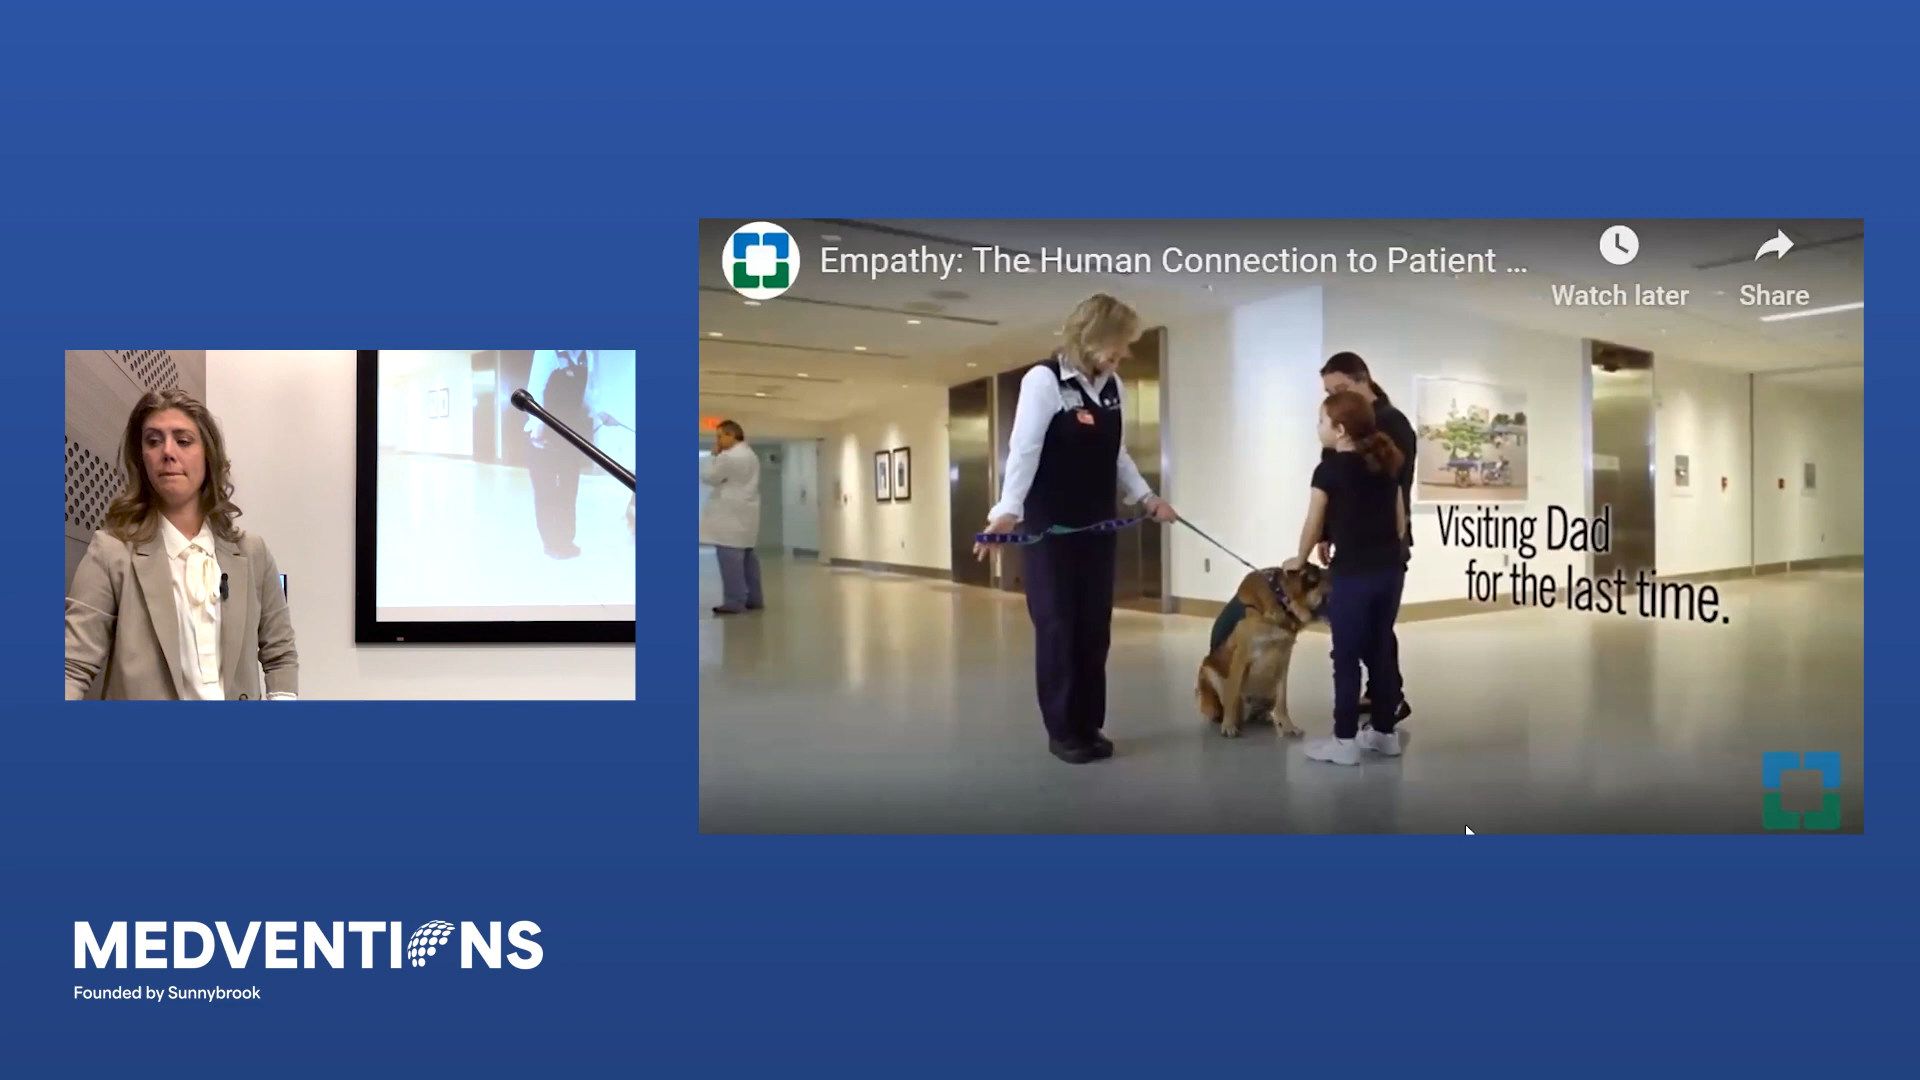 Empathy: The Human Connection to Patient ...
Watch later
Share
Visiting Dad
for the last time.
MEDVENTIONS
Founded by Sunnybrook